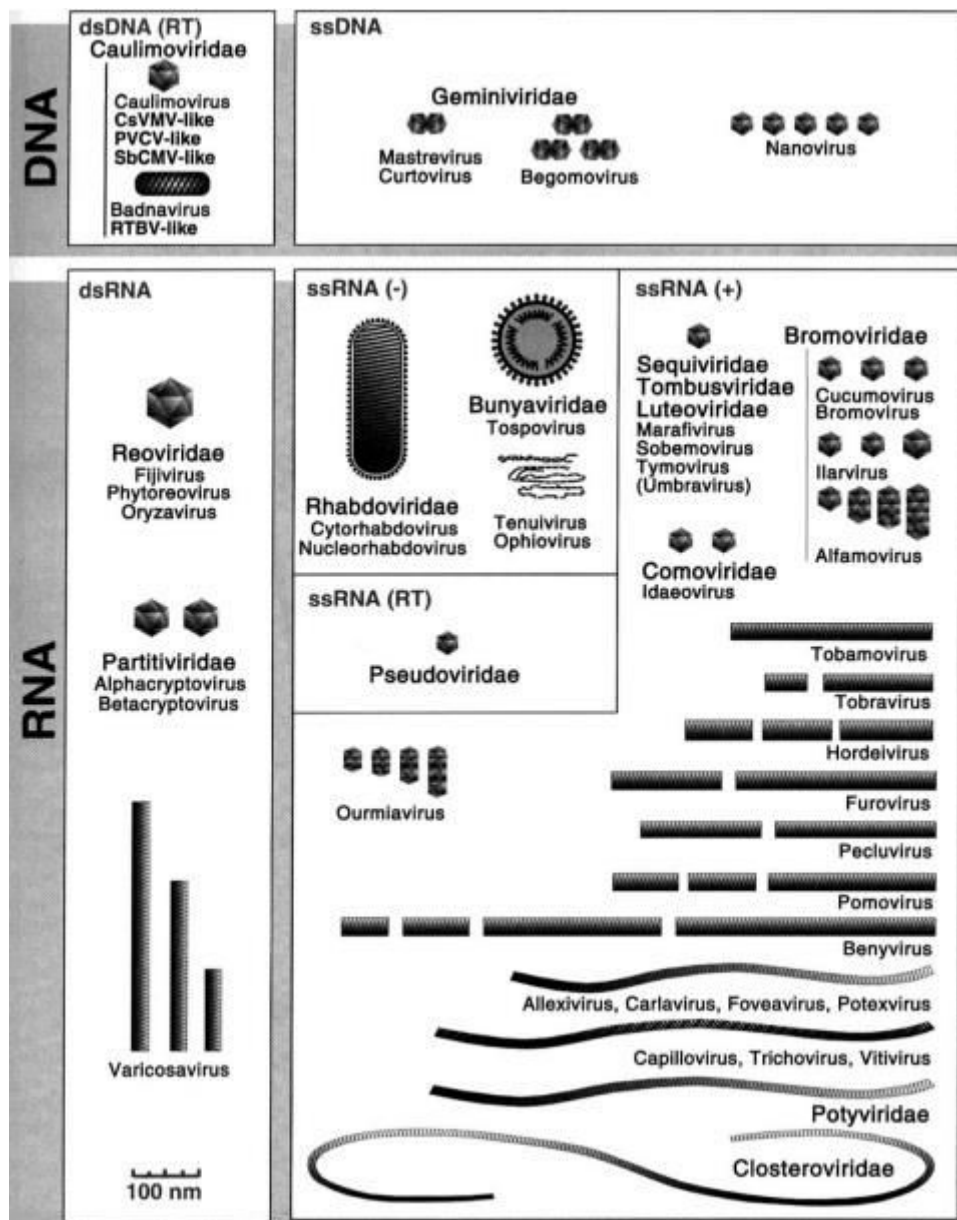 DNA
dsDNA (RT)
Caulimoviridae
Caulimovirus
CsVMV-like
PVCV-like
SbCMV-like
Badnavirus
RTBV-like
ssDNA
Geminiviridae
Mastrevirus
Curtovirus
Begomovirus
Nanovirus
RNA
dsRNA
Reoviridae
Fijivirus
Phytoreovirus
Oryzavirus
Partitiviridae
Alphacryptovirus
Betacryptovirus
Varicosavirus
100 nm
ssRNA (-)
Rhabdoviridae
Cytorhabdovirus
Nucleorhabdovirus
Bunyaviridae
Tospovirus
Tenuivirus
Ophiovirus
ssRNA (RT)
Pseudoviridae
ssRNA (+)
Sequiviridae
Tombusviridae
Luteoviridae
Marafivirus
Sobemovirus
Tymovirus
(Umbravirus)
Bromoviridae
Cucumovirus
Bromovirus
Ilarvirus
Alfamovirus
Comoviridae
Idaeovirus
Tobamovirus
Tobravirus
Hordeivirus
Ourmiavirus
Furovirus
Pecluvirus
Pomovirus
Benyvirus
Allexivirus, Carlavirus, Foveavirus, Potexvirus
Capillovirus, Trichovirus, Vitivirus
Potyviridae
Closteroviridae